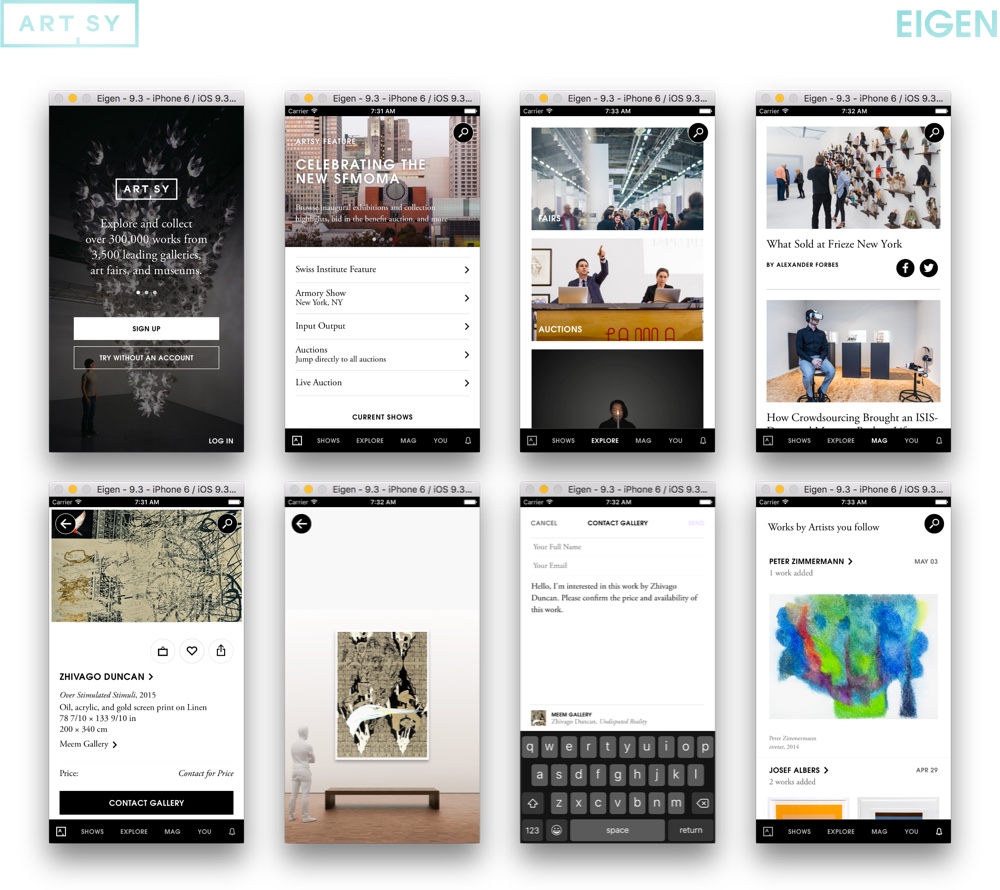 ARTSY
EIGEN
Eigen - 9.3 - iPhone 6 / iOS 9.3...
ARTSY
Explore and collect
over 300,000 works from
3,500 leading galleries,
art fairs, and museums.
SIGN UP
TRY WITHOUT AN ACCOUNT
LOG IN
Eigen - 9.3 - iPhone 6 / iOS 9.3...
Carrier 7:31 AM
ARTSY FEATURE
CELEBRATING THE
NEW SFMOMA
Browse inaugural exhibitions and collection
highlights, bid in the benefit auction, and more
Swiss Institute Feature
Armory Show
New York, NY
Input Output
Auctions
Jump directly to all auctions
Live Auction
CURRENT SHOWS
SHOWS EXPLORE MAG YOU
Eigen - 9.3 - iPhone 6 / iOS 9.3...
Carrier 7:33 AM
FAIRS
AUCTIONS
SHOWS EXPLORE MAG YOU
Eigen - 9.3 - iPhone 6 / iOS 9.3...
Carrier 7:32 AM
What Sold at Frieze New York
BY ALEXANDER FORBES
How Crowdsourcing Brought an ISIS-
SHOWS EXPLORE MAG YOU
Eigen - 9.3 - iPhone 6 / iOS 9.3...
Carrier 7:31 AM
ZHIVAGO DUNCAN
Over Stimulated Stimuli, 2015
Oil, acrylic, and gold screen print on Linen
78 7/10 × 133 9/10 in
200 × 340 cm
Meem Gallery
Price: Contact for Price
CONTACT GALLERY
SHOWS EXPLORE MAG YOU
Eigen - 9.3 - iPhone 6 / iOS 9.3...
Carrier 7:32 AM
Eigen - 9.3 - iPhone 6 / iOS 9.3...
Carrier 7:32 AM
CANCEL CONTACT GALLERY SEND
Your Full Name
Your Email
Hello, I'm interested in this work by Zhivago
Duncan. Please confirm the price and availability of
this work.
MEEM GALLERY
Zhivago Duncan, Undisputed Reality
q w e r t y u i o p
a s d f g h j k l
z x c v b n m
123 space return
Eigen - 9.3 - iPhone 6 / iOS 9.3...
Carrier 7:33 AM
Works by Artists you follow
PETER ZIMMERMANN MAY 03
1 work added
Peter Zimmermann
2014
JOSEF ALBERS APR 29
2 works added
SHOWS EXPLORE MAG YOU